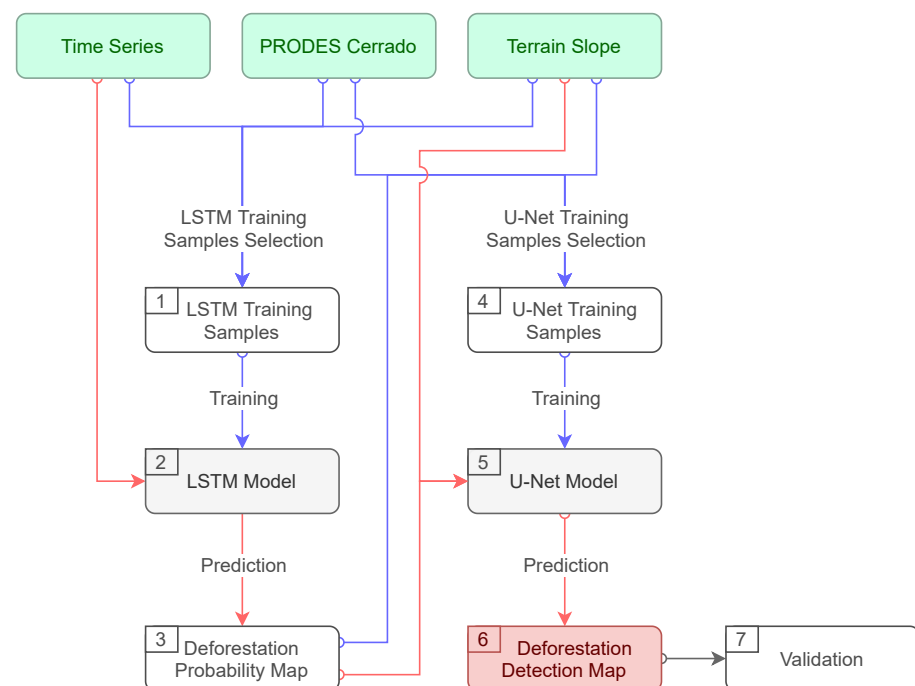 Time Series
PRODES Cerrado
Terrain Slope
LSTM Training
Samples Selection
U-Net Training
Samples Selection
1
LSTM Training
Samples
4
U-Net Training
Samples
Training
Training
2
LSTM Model
5
U-Net Model
Prediction
Prediction
3
Deforestation
Probability Map
6
Deforestation
Detection Map
7
Validation